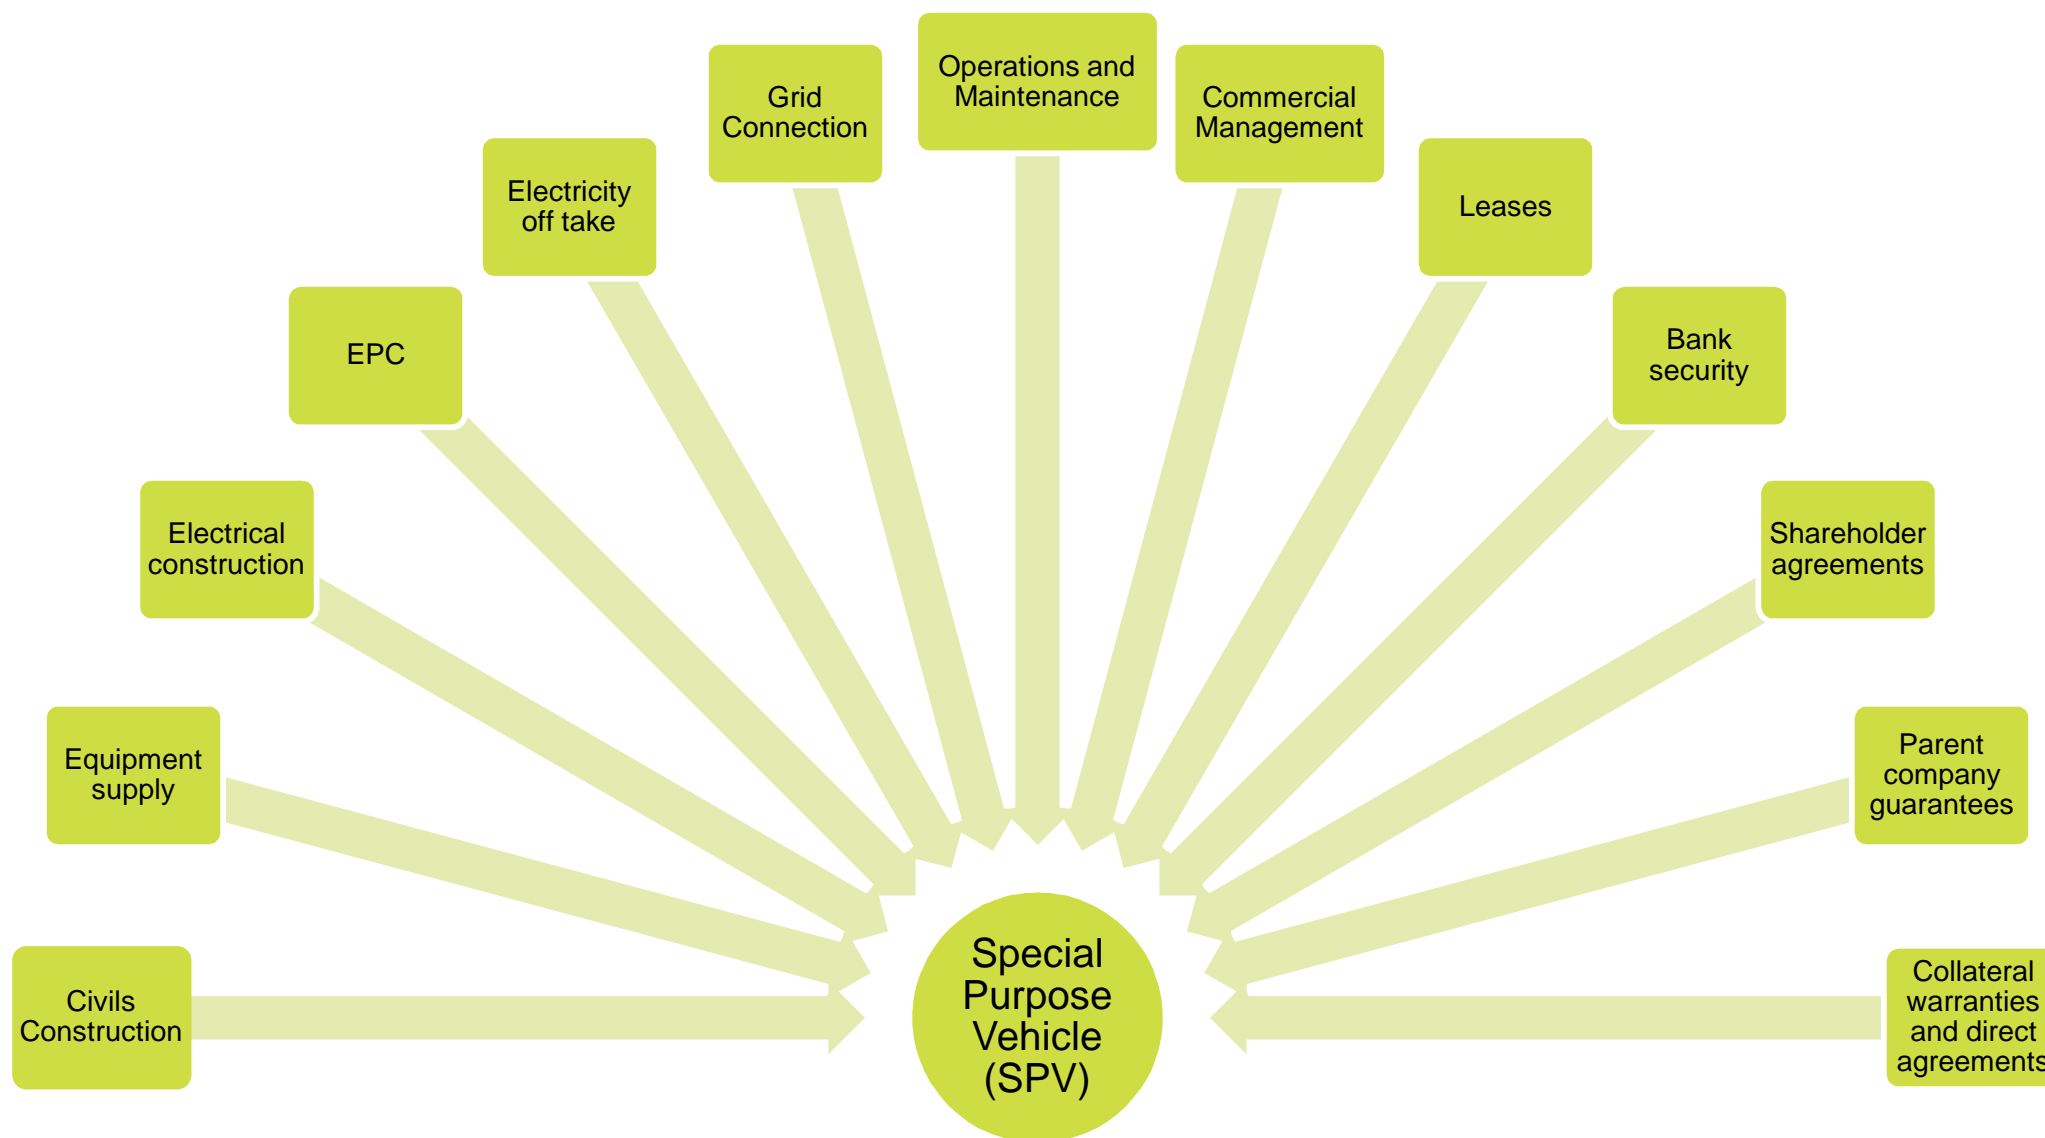 Operations and
Maintenance
Grid
Connection
Commercial
Management
Electricity
off take
Leases
EPC
Bank
security
Electrical
construction
Shareholder
agreements
Equipment
supply
Parent
company
guarantees
Civils
Construction
Special
Purpose
Vehicle
(SPV)
Collateral
warranties
and direct
agreements